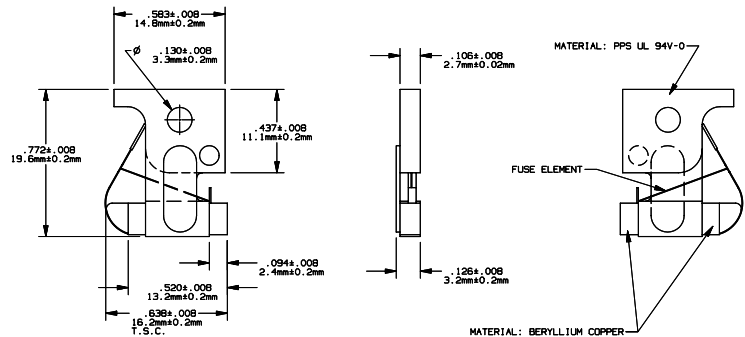 .583±.008
14.8mm±0.2mm
Ø .130±.008
3.3mm±0.2mm
.106±.008
2.7mm±0.02mm
MATERIAL: PPS UL 94V-0
.772±.008
19.6mm±0.2mm
.437±.008
11.1mm±0.2mm
FUSE ELEMENT
.094±.008
2.4mm±0.2mm
.126±.008
3.2mm±0.2mm
.520±.008
13.2mm±0.2mm
.638±.008
16.2mm±0.2mm
T.S.C.
MATERIAL: BERYLLIUM COPPER